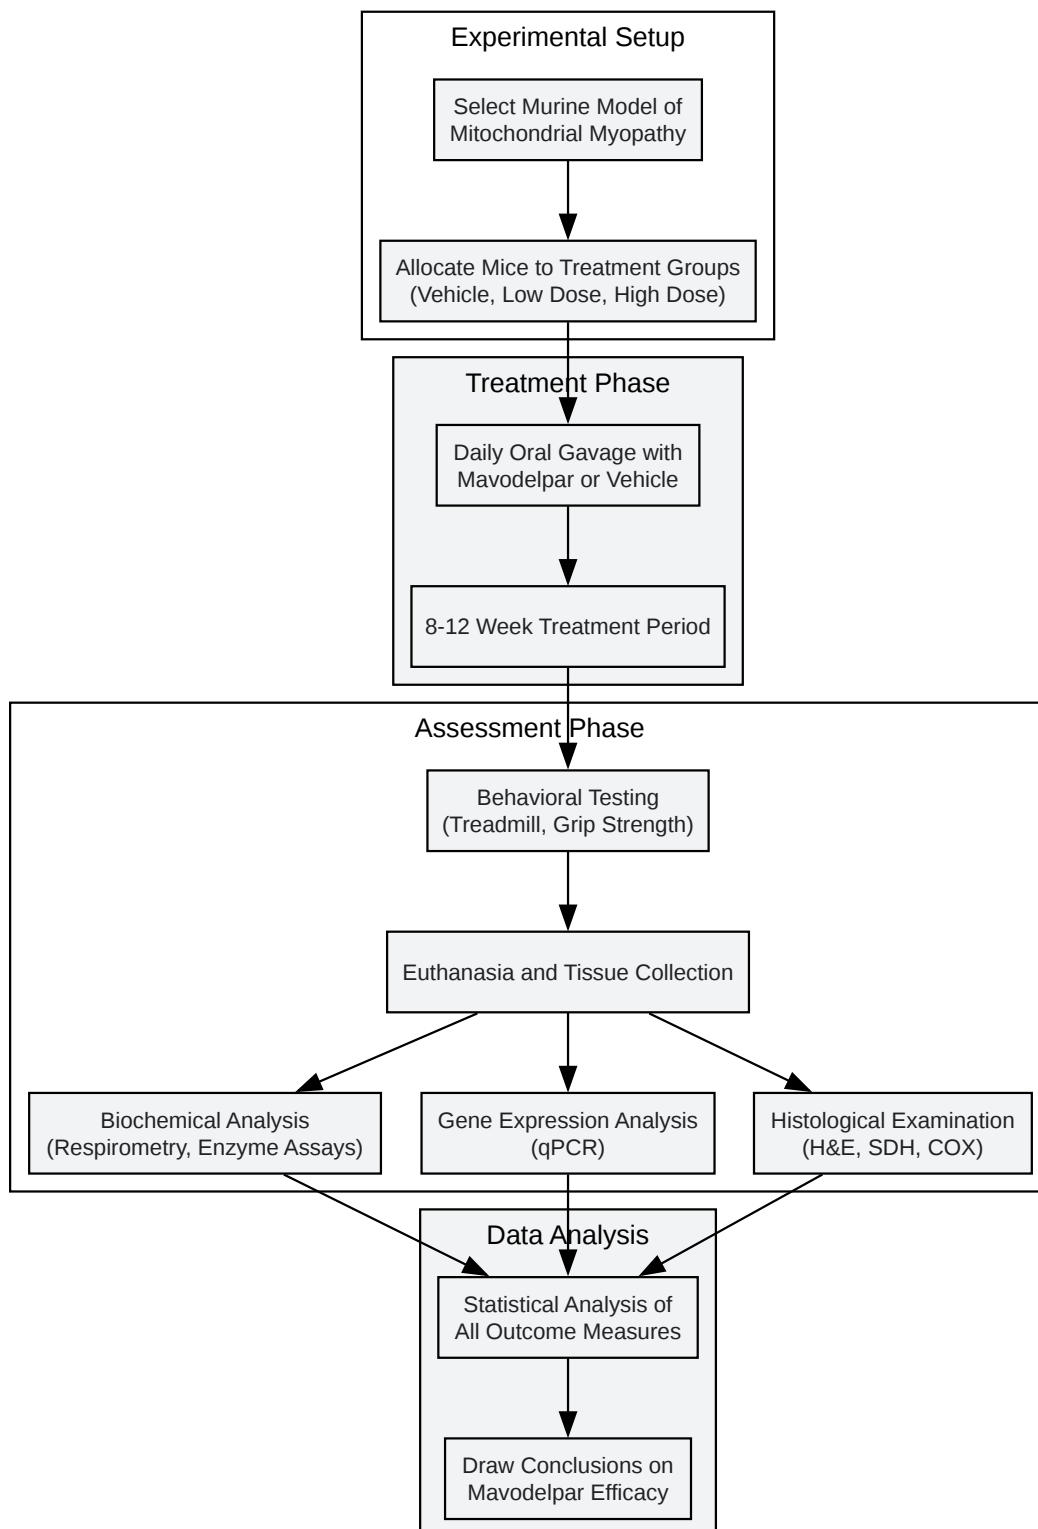 Experimental Setup
Select Murine Model of
Mitochondrial Myopathy
Allocate Mice to Treatment Groups
(Vehicle, Low Dose, High Dose)
Treatment Phase
Daily Oral Gavage with
Mavodelpar or Vehicle
8-12 Week Treatment Period
Assessment Phase
Behavioral Testing
(Treadmill, Grip Strength)
Euthanasia and Tissue Collection
Biochemical Analysis
(Respirometry, Enzyme Assays)
Gene Expression Analysis
(qPCR)
Histological Examination
(H&E, SDH, COX)
Data Analysis
Statistical Analysis of
All Outcome Measures
Draw Conclusions on
Mavodelpar Efficacy